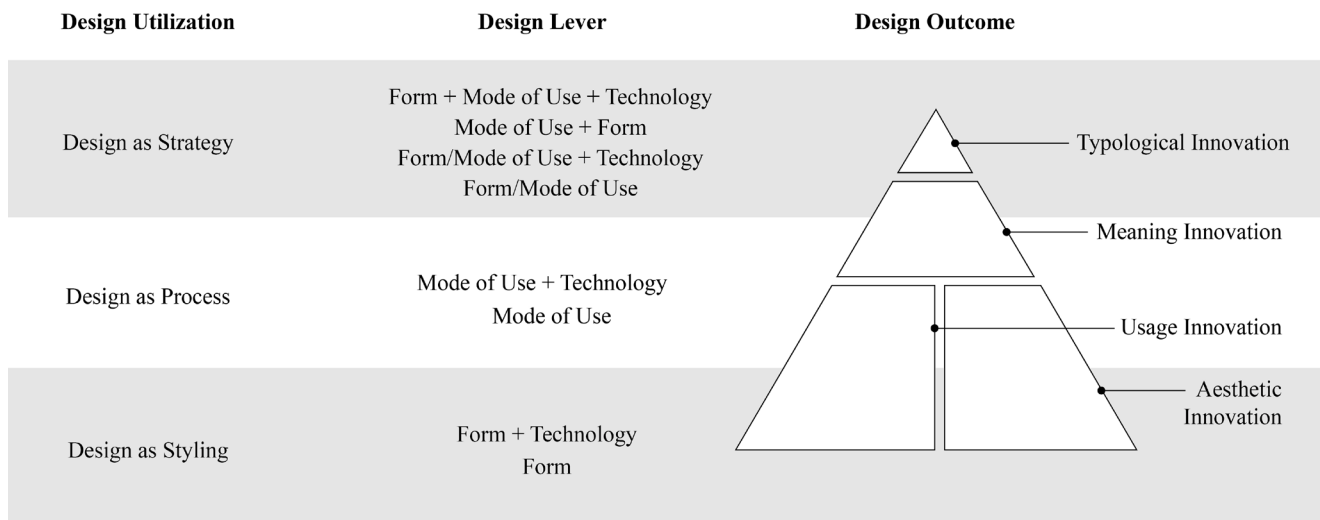 Design Utilization
Design Lever
Design Outcome
Design as Strategy
Form + Mode of Use + Technology
Mode of Use + Form
Form/Mode of Use + Technology
Form/Mode of Use
Typological Innovation
Meaning Innovation
Design as Process
Mode of Use + Technology
Mode of Use
Usage Innovation
Design as Styling
Form + Technology
Form
Aesthetic
Innovation